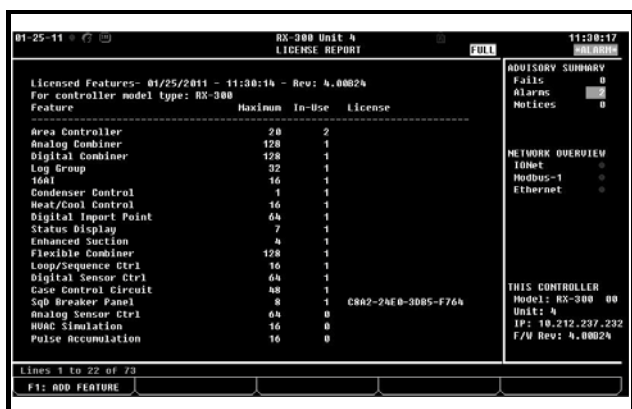 01-25-11 RX-300 Unit 4 11:30:17
LICENSE REPORT FULL *ALARM*
Licensed Features- 01/25/2011 - 11:30:14 - Rev: 4.00B24
For controller model type: RX-300
Feature Maximum In-Use License
Area Controller 20 2
Analog Combiner 128 1
Digital Combiner 128 1
Log Group 32 1
16AI 16 1
Condenser Control 1 1
Heat/Cool Control 16 1
Digital Import Point 64 1
Status Display 7 1
Enhanced Suction 4 1
Flexible Combiner 128 1
Loop/Sequence Ctrl 16 1
Digital Sensor Ctrl 64 1
Case Control Circuit 48 1
SqD Breaker Panel 8 1 C8A2-24E0-3D85-F764
Analog Sensor Ctrl 64 0
HVAC Simulation 16 0
Pulse Accumulation 16 0
ADVISORY SUMMARY
Fails 0
Alarms 2
Notices 0
NETWORK OVERVIEW
IONet
Modbus-1
Ethernet
THIS CONTROLLER
Model: RX-300 00
Unit: 4
IP: 10.212.237.232
F/W Rev: 4.00B24
Lines 1 to 22 of 73
F1: ADD FEATURE